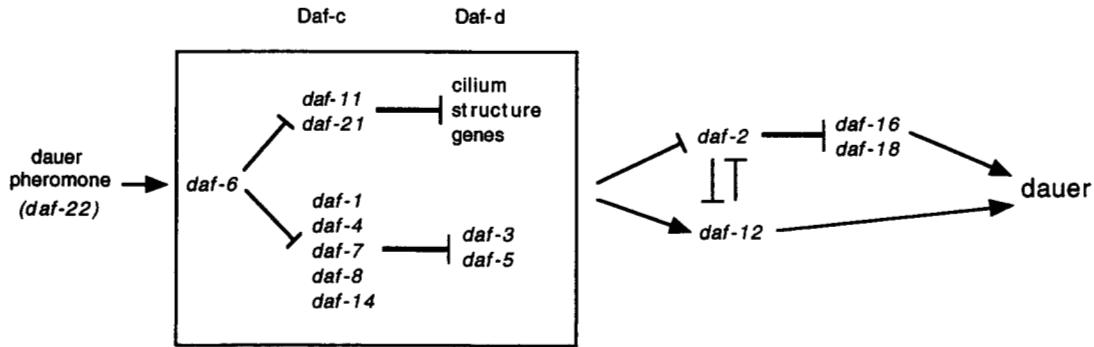 Daf-c
Daf-d
dauer
pheromone
(daf-22)
daf-6
daf-11
daf-21
cilium
structure
genes
daf-1
daf-4
daf-7
daf-8
daf-14
daf-3
daf-5
daf-2
daf-12
daf-16
daf-18
dauer